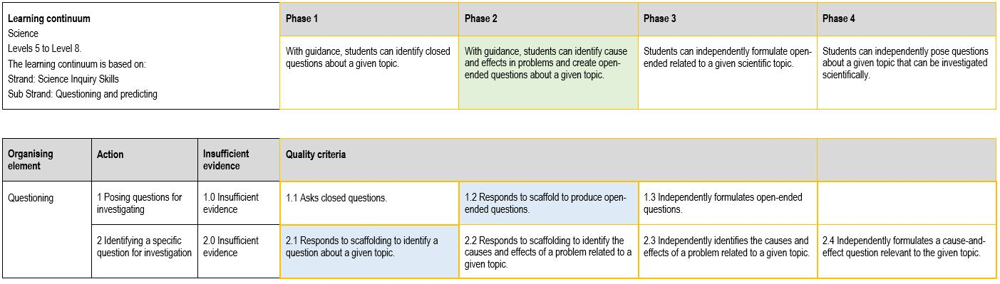 Learning continuum
Science
Levels 5 to Level 8.
The learning continuum is based on:
Strand: Science Inquiry Skills
Sub Strand: Questioning and predicting
Phase 1
Phase 2
Phase 3
Phase 4
With guidance, students can identify closed
questions about a given topic.
With guidance, students can identify cause
and effects in problems and create open-
ended questions about a given topic.
Students can independently formulate open-
ended related to a given scientific topic.
Students can independently pose questions
about a given topic that can be investigated
scientifically.
Organising
element
Action
Insufficient
evidence
Quality criteria
Questioning
1 Posing questions for
investigating
1.0 Insufficient
evidence
1.1 Asks closed questions.
1.2 Responds to scaffold to produce open-
ended questions.
1.3 Independently formulates open-ended
questions.
2 Identifying a specific
question for investigation
2.0 Insufficient
evidence
2.1 Responds to scaffolding to identify a
question about a given topic.
2.2 Responds to scaffolding to identify the
causes and effects of a problem related to a
given topic.
2.3 Independently identifies the causes and
effects of a problem related to a given topic.
2.4 Independently formulates a cause-and-
effect question relevant to the given topic.